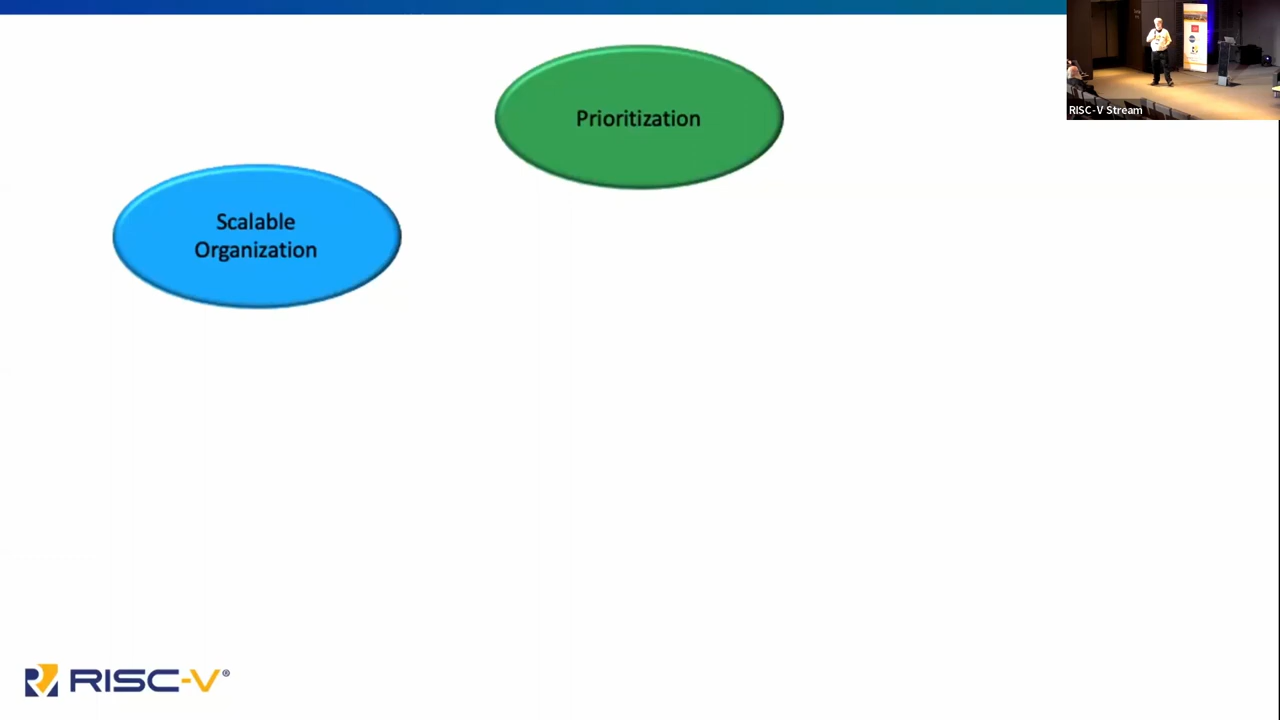 RISC-V Stream
Prioritization
Scalable
Organization
RISC-V®